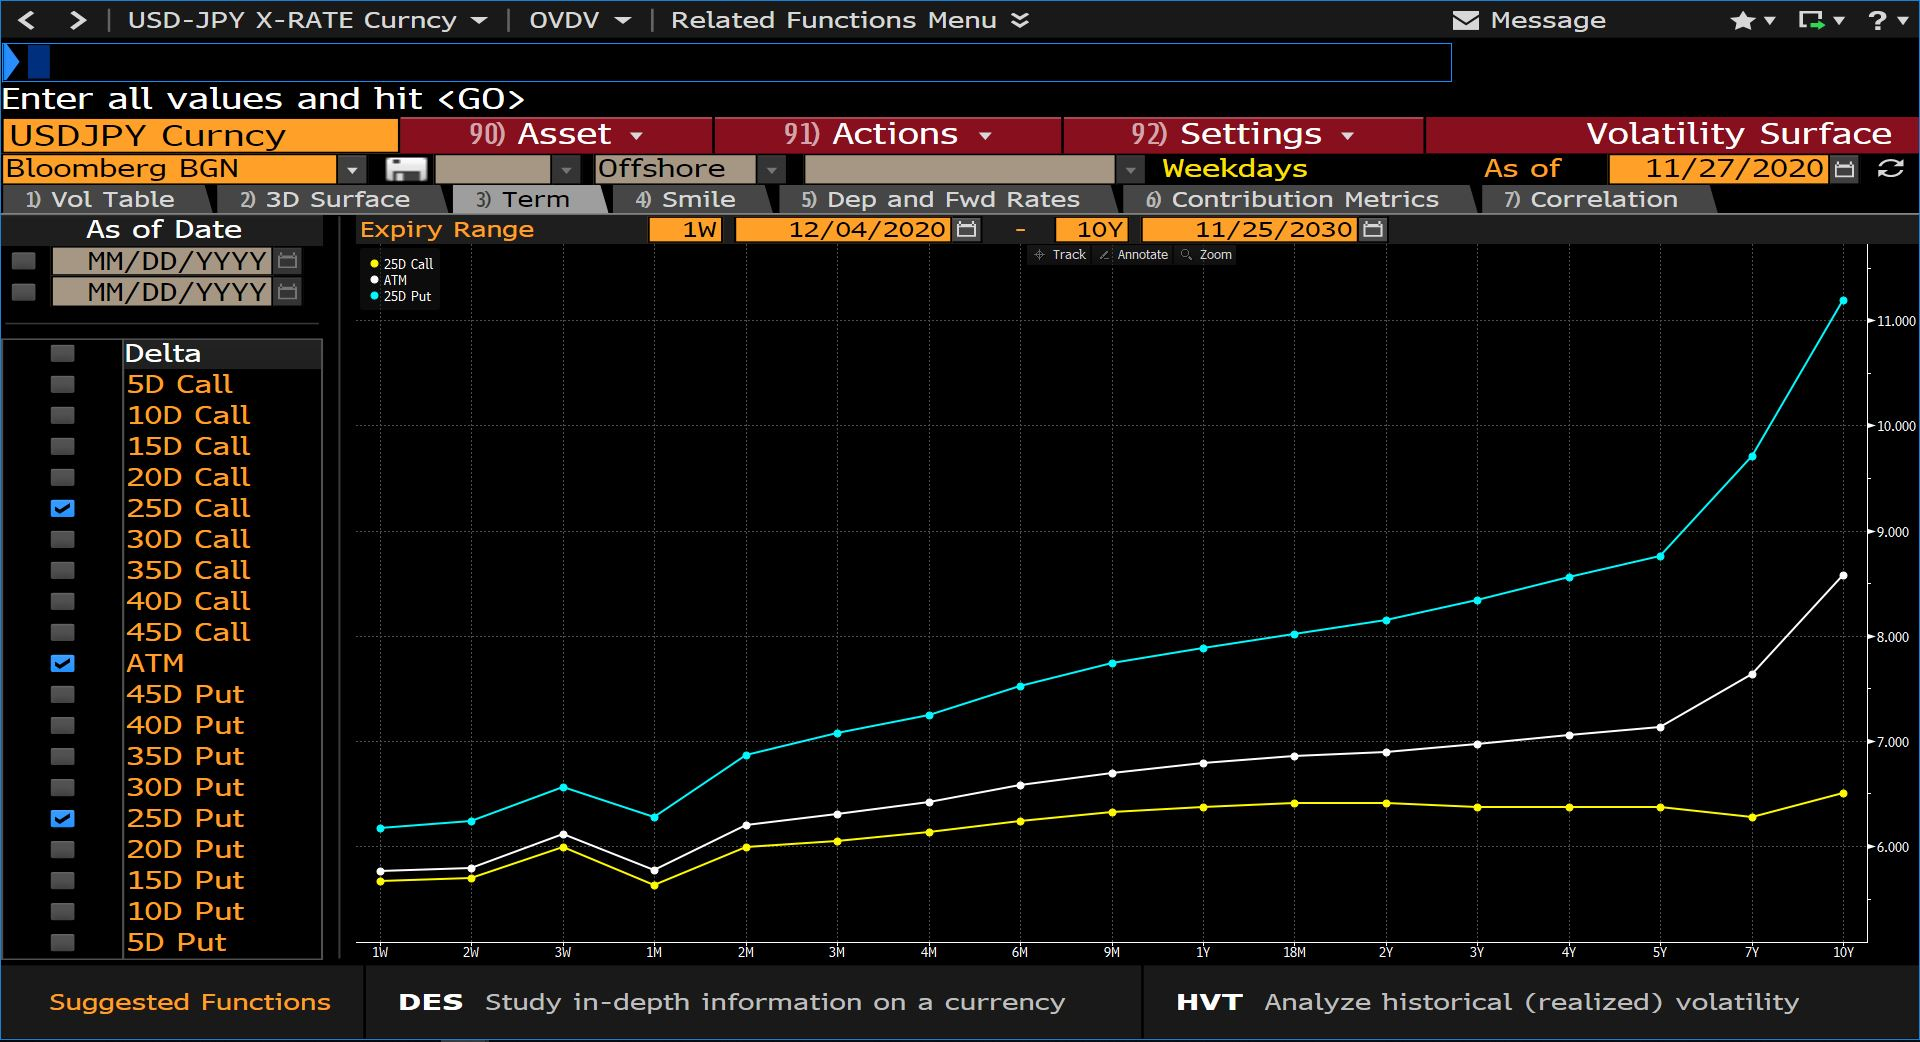 USD-JPY X-RATE Curncy | OVDV | Related Functions Menu Message ?
Enter all values and hit <GO>
USDJPY Curncy 90) Asset 91) Actions 92) Settings Volatility Surface
Bloomberg BGN Offshore Weekdays As of 11/27/2020
1) Vol Table 2) 3D Surface 3) Term 4) Smile 5) Dep and Fwd Rates 6) Contribution Metrics 7) Correlation
As of Date Expiry Range 1W 12/04/2020 - 10Y 11/25/2030
MM/DD/YYYY
MM/DD/YYYY
Track Annotate Zoom
25D Call
ATM
25D Put
Delta
5D Call
10D Call
15D Call
20D Call
25D Call
30D Call
35D Call
40D Call
45D Call
ATM
45D Put
40D Put
35D Put
30D Put
25D Put
20D Put
15D Put
10D Put
5D Put
11.000
10.000
9.000
8.000
7.000
6.000
1W 2W 3W 1M 2M 3M 4M 6M 9M 1Y 18M 2Y 3Y 4Y 5Y 7Y 10Y
Suggested Functions DES Study in-depth information on a currency HVT Analyze historical (realized) volatility